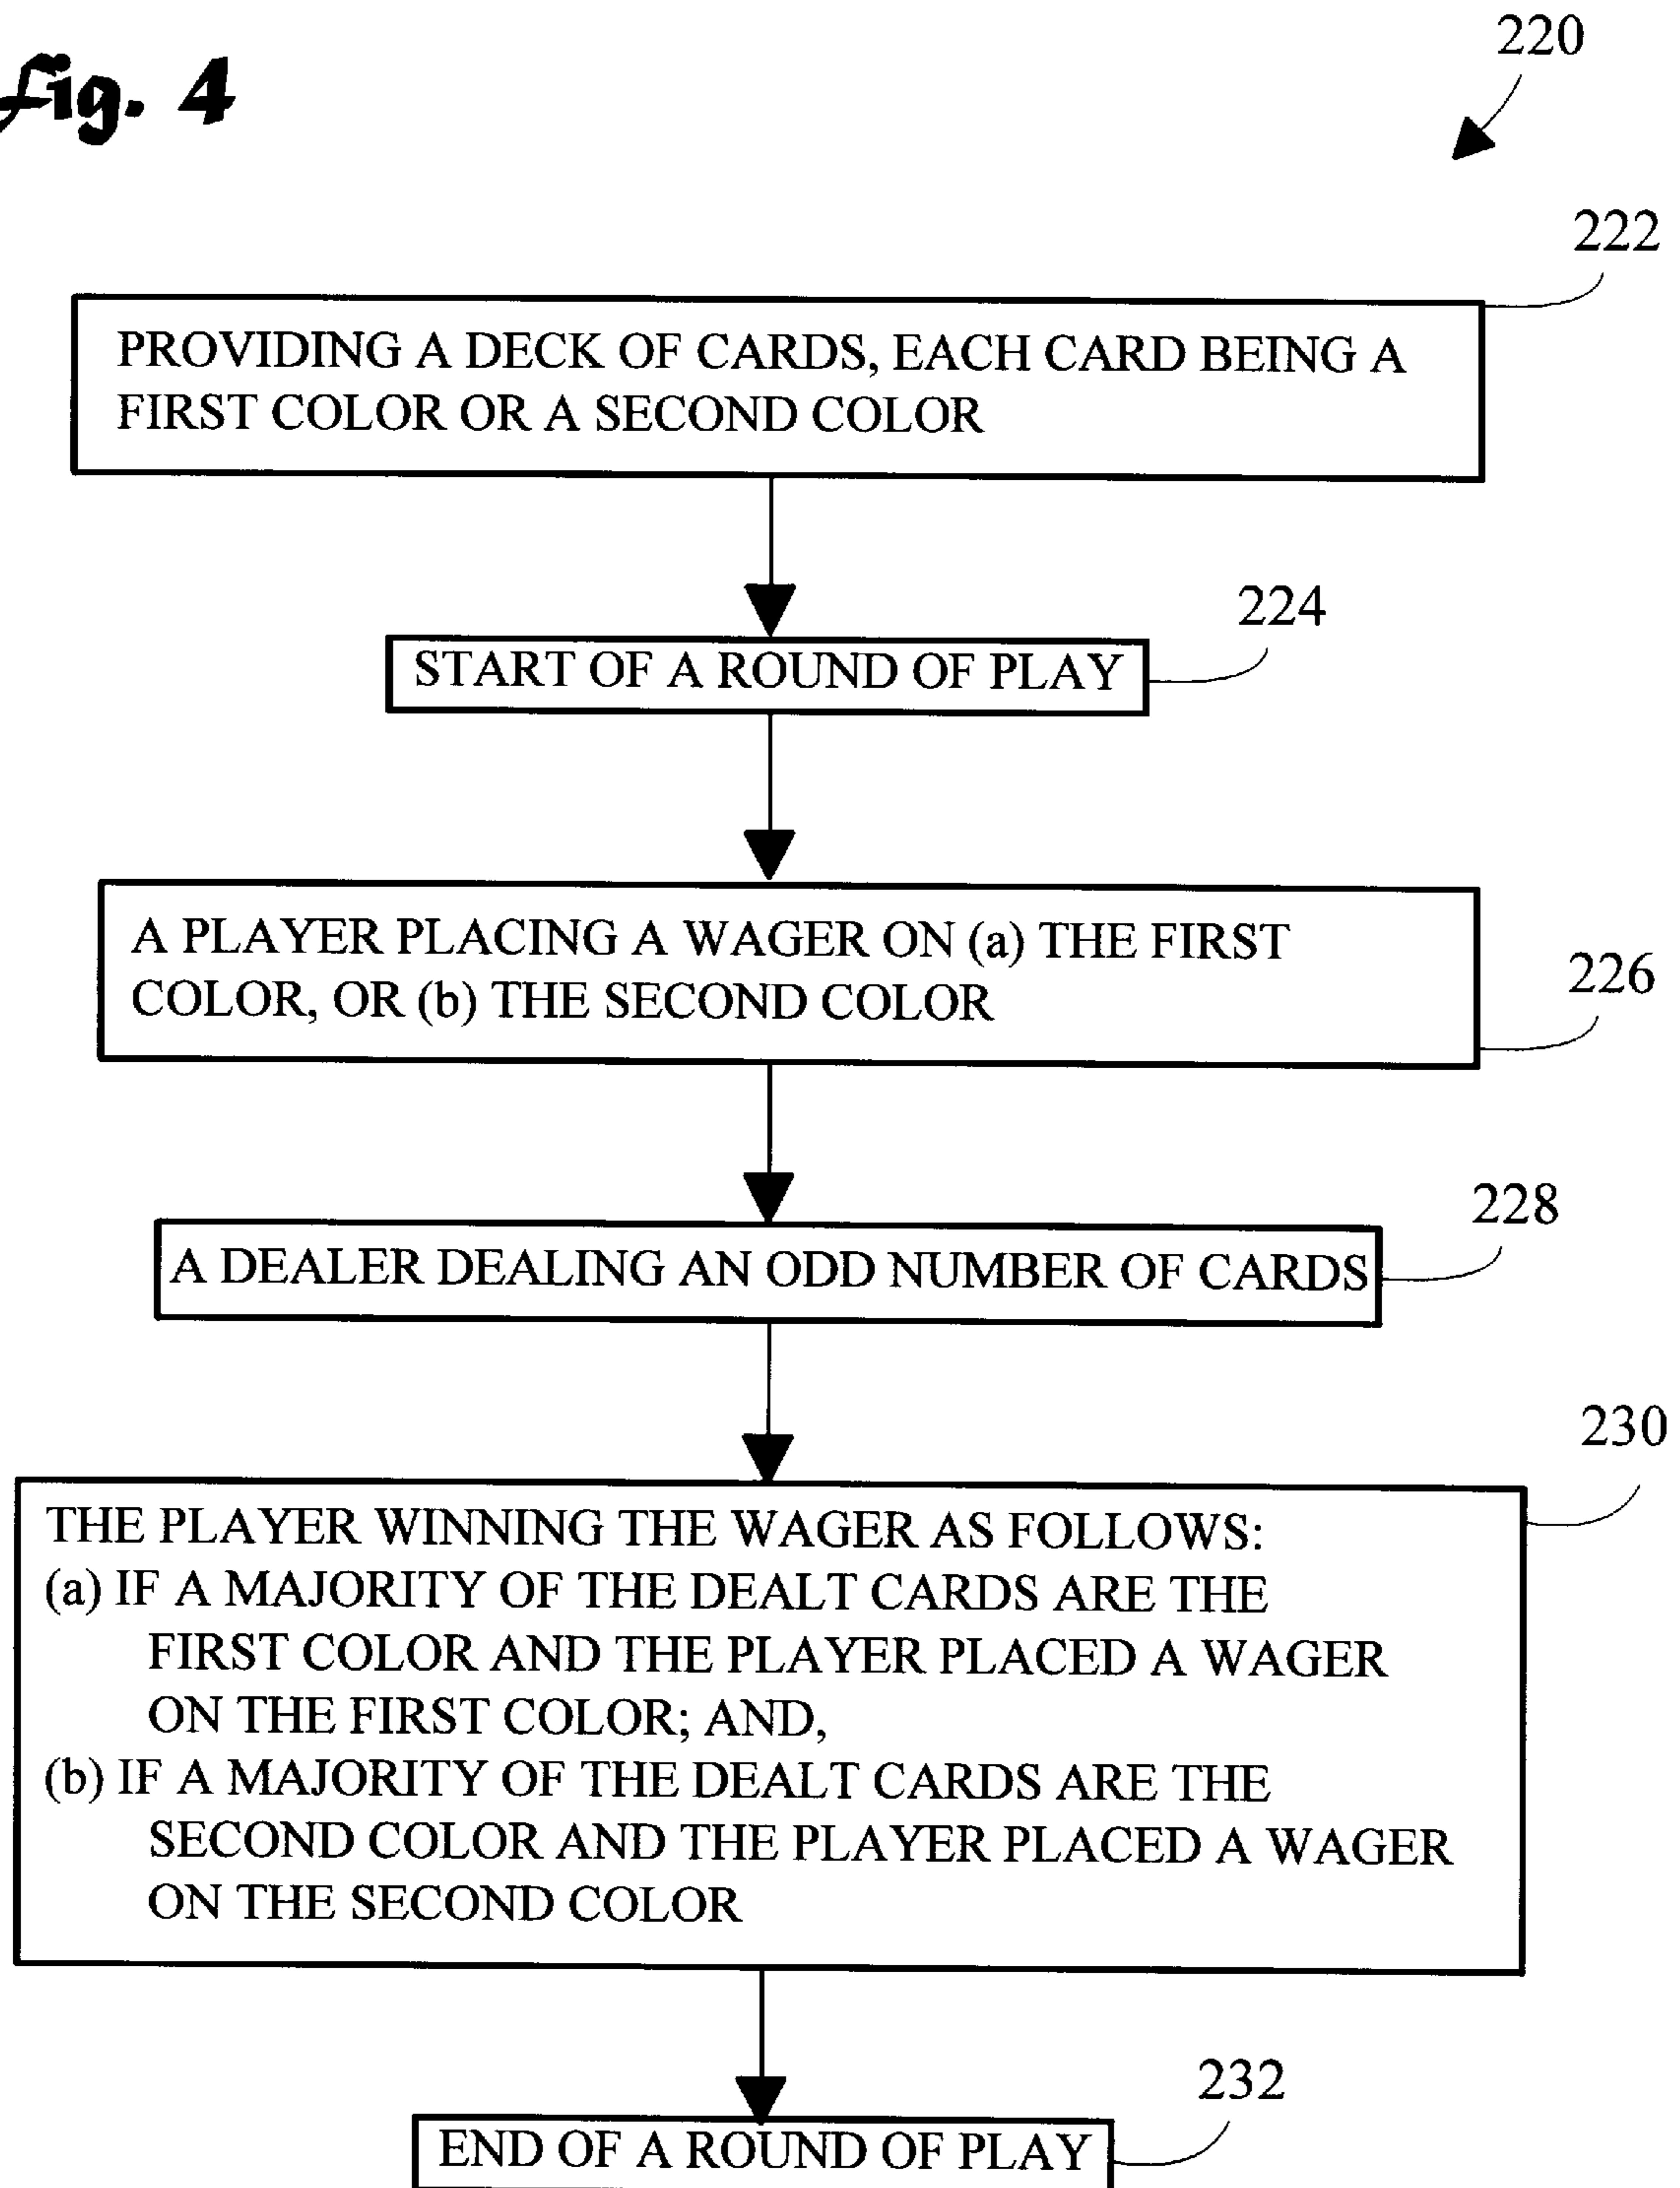 Fig. 4
220
222
PROVIDING A DECK OF CARDS, EACH CARD BEING A
FIRST COLOR OR A SECOND COLOR
224
START OF A ROUND OF PLAY
A PLAYER PLACING A WAGER ON (a) THE FIRST
COLOR, OR (b) THE SECOND COLOR
226
228
A DEALER DEALING AN ODD NUMBER OF CARDS
230
THE PLAYER WINNING THE WAGER AS FOLLOWS:
(a) IF A MAJORITY OF THE DEALT CARDS ARE THE
FIRST COLOR AND THE PLAYER PLACED A WAGER
ON THE FIRST COLOR; AND,
(b) IF A MAJORITY OF THE DEALT CARDS ARE THE
SECOND COLOR AND THE PLAYER PLACED A WAGER
ON THE SECOND COLOR
232
END OF A ROUND OF PLAY